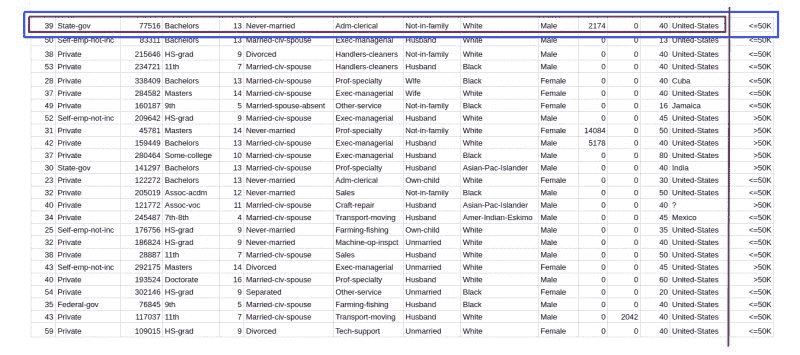 39 State-gov 77516 Bachelors 13 Never-married Adm-clerical Not-in-family White Male 2174 0 40 United-States <=50K
50 Self-emp-not-inc 83311 Bachelors 13 Married-civ-spouse Exec-managerial Husband White Male 0 0 13 United-States <=50K
38 Private 215646 HS-grad 9 Divorced Handlers-cleaners Not-in-family White Male 0 0 40 United-States <=50K
53 Private 234721 11th 7 Married-civ-spouse Handlers-cleaners Husband Black Male 0 0 40 United-States <=50K
28 Private 338409 Bachelors 13 Married-civ-spouse Prof-specialty Wife Black Female 0 0 40 Cuba <=50K
37 Private 284582 Masters 14 Married-civ-spouse Exec-managerial Wife White Female 0 0 40 United-States <=50K
49 Private 160187 9th 5 Married-spouse-absent Other-service Not-in-family Black Female 0 0 16 Jamaica <=50K
52 Self-emp-not-inc 209642 HS-grad 9 Married-civ-spouse Exec-managerial Husband White Male 0 0 45 United-States >50K
31 Private 45781 Masters 14 Never-married Prof-specialty Not-in-family White Female 14084 0 50 United-States >50K
42 Private 159449 Bachelors 13 Married-civ-spouse Exec-managerial Husband White Male 5178 0 40 United-States >50K
37 Private 280464 Some-college 10 Married-civ-spouse Exec-managerial Husband Black Male 0 0 80 United-States >50K
30 State-gov 141297 Bachelors 13 Married-civ-spouse Prof-specialty Husband Asian-Pac-Islander Male 0 0 40 India >50K
23 Private 122272 Bachelors 13 Never-married Adm-clerical Own-child White Female 0 0 30 United-States <=50K
32 Private 205019 Assoc-acdm 12 Never-married Sales Not-in-family Black Male 0 0 50 United-States <=50K
40 Private 121772 Assoc-voc 11 Married-civ-spouse Craft-repair Husband Asian-Pac-Islander Male 0 0 40 ? >50K
34 Private 245487 7th-8th 4 Married-civ-spouse Transport-moving Husband Amer-Indian-Eskimo Male 0 0 45 Mexico <=50K
25 Self-emp-not-inc 176756 HS-grad 9 Never-married Farming-fishing Own-child White Male 0 0 35 United-States <=50K
32 Private 186824 HS-grad 9 Never-married Machine-op-inspct Unmarried White Male 0 0 40 United-States <=50K
38 Private 28887 11th 7 Married-civ-spouse Sales Husband White Male 0 0 50 United-States <=50K
43 Self-emp-not-inc 292175 Masters 14 Divorced Exec-managerial Unmarried White Female 0 0 45 United-States >50K
40 Private 193524 Doctorate 16 Married-civ-spouse Prof-specialty Husband White Male 0 0 60 United-States >50K
54 Private 302146 HS-grad 9 Separated Other-service Unmarried Black Female 0 0 20 United-States <=50K
35 Federal-gov 76845 9th 5 Married-civ-spouse Farming-fishing Husband Black Male 0 0 40 United-States <=50K
43 Private 117037 11th 7 Married-civ-spouse Transport-moving Husband White Male 0 2042 40 United-States <=50K
59 Private 109015 HS-grad 9 Divorced Tech-support Unmarried White Female 0 0 40 United-States <=50K